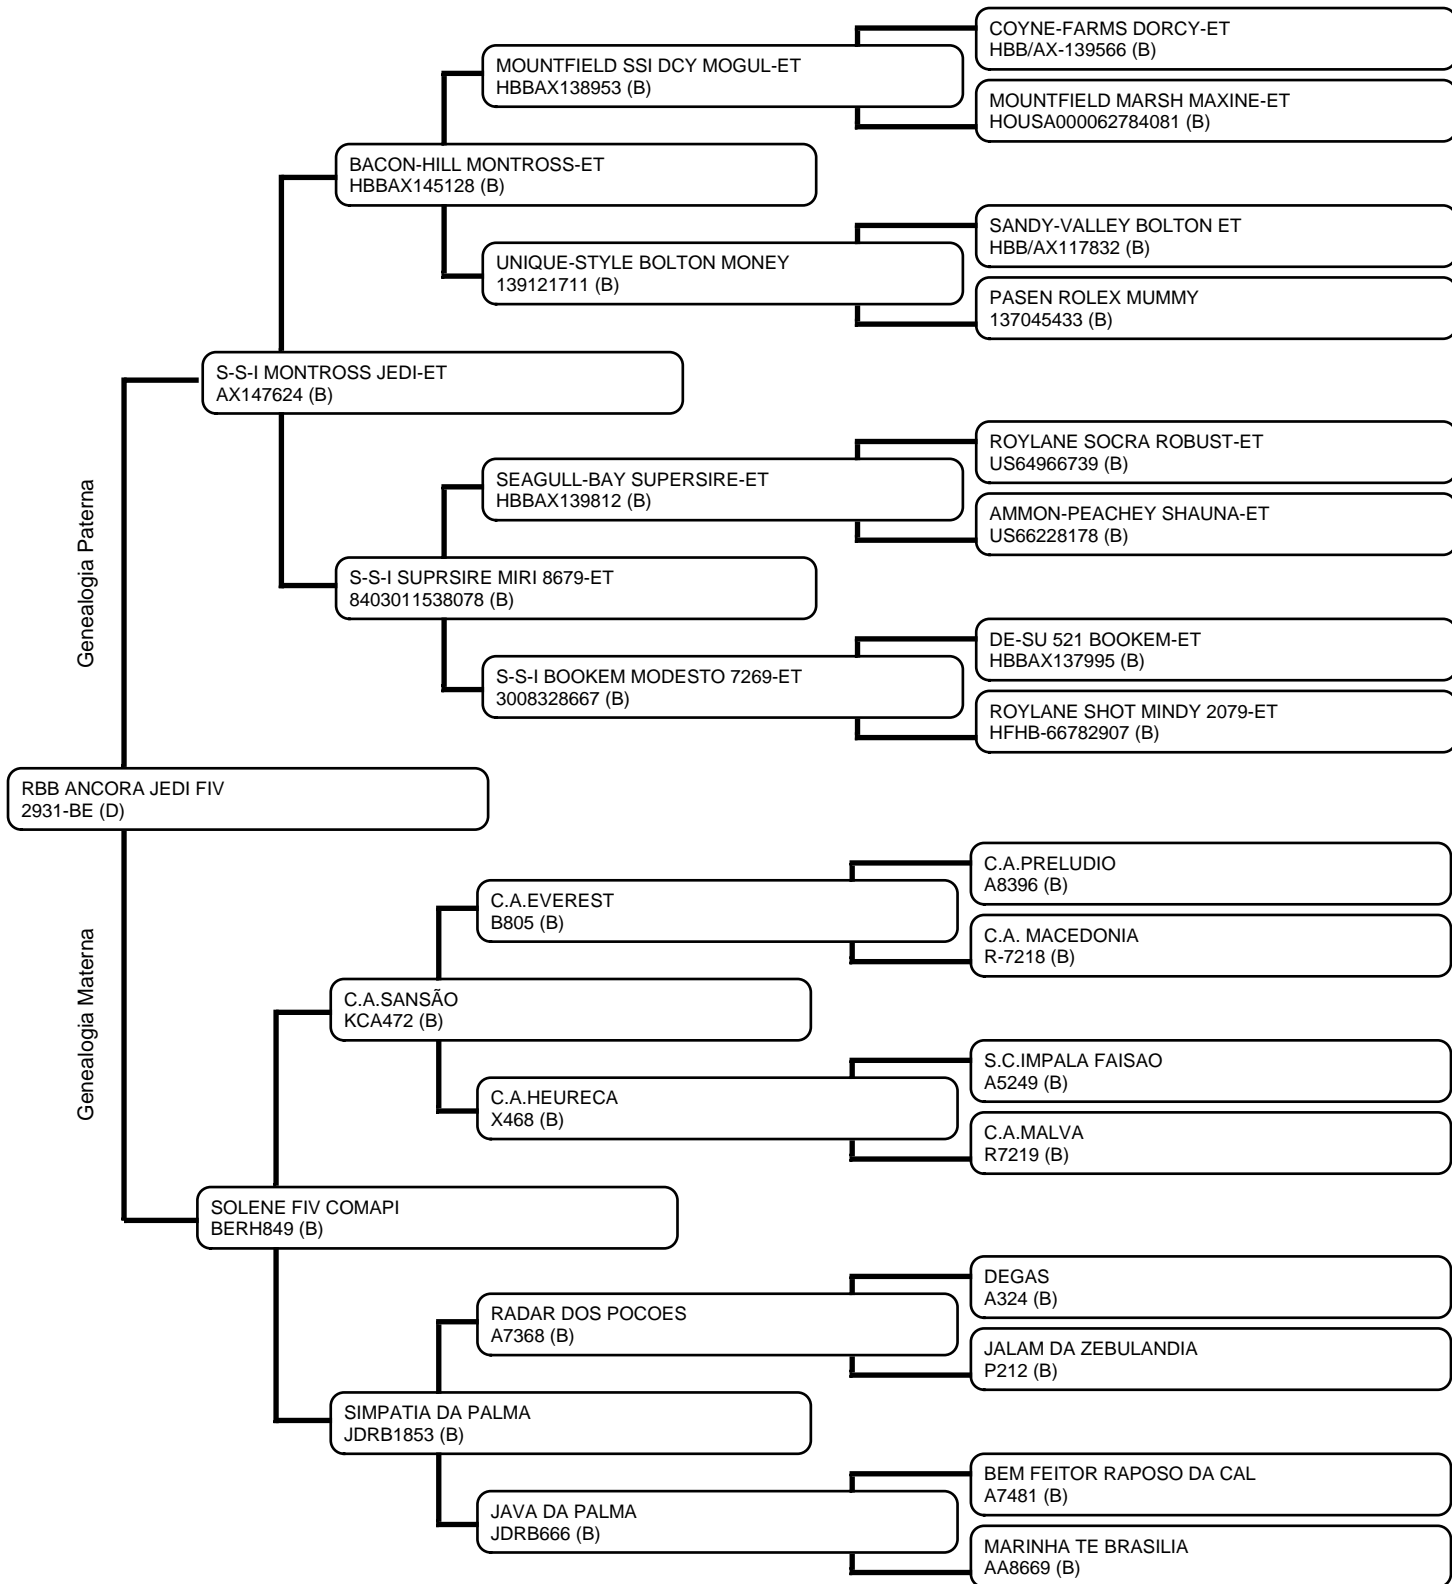 COYNE-FARMS DORCY-ET
HBB/AX-139566 (B)
MOUNTFIELD SSI DCY MOGUL-ET
HBBAX138953 (B)
MOUNTFIELD MARSH MAXINE-ET
HOUSA000062784081 (B)
BACON-HILL MONTROSS-ET
HBBAX145128 (B)
SANDY-VALLEY BOLTON ET
HBB/AX117832 (B)
UNIQUE-STYLE BOLTON MONEY
139121711 (B)
PASEN ROLEX MUMMY
137045433 (B)
S-S-I MONTROSS JEDI-ET
AX147624 (B)
ROYLANE SOCRA ROBUST-ET
US64966739 (B)
SEAGULL-BAY SUPERSIRE-ET
HBBAX139812 (B)
AMMON-PEACHEY SHAUNA-ET
US66228178 (B)
Genealogia Paterna
S-S-I SUPRSIRE MIRI 8679-ET
8403011538078 (B)
DE-SU 521 BOOKEM-ET
HBBAX137995 (B)
S-S-I BOOKEM MODESTO 7269-ET
3008328667 (B)
ROYLANE SHOT MINDY 2079-ET
HFHB-66782907 (B)
RBB ANCORA JEDI FIV
2931-BE (D)
C.A.PRELUDIO
A8396 (B)
C.A.EVEREST
B805 (B)
C.A. MACEDONIA
R-7218 (B)
Genealogia Materna
C.A.SANSÃO
KCA472 (B)
S.C.IMPALA FAISAO
A5249 (B)
C.A.HEURECA
X468 (B)
C.A.MALVA
R7219 (B)
SOLENE FIV COMAPI
BERH849 (B)
DEGAS
A324 (B)
RADAR DOS POCOES
A7368 (B)
JALAM DA ZEBULANDIA
P212 (B)
SIMPATIA DA PALMA
JDRB1853 (B)
BEM FEITOR RAPOSO DA CAL
A7481 (B)
JAVA DA PALMA
JDRB666 (B)
MARINHA TE BRASILIA
AA8669 (B)